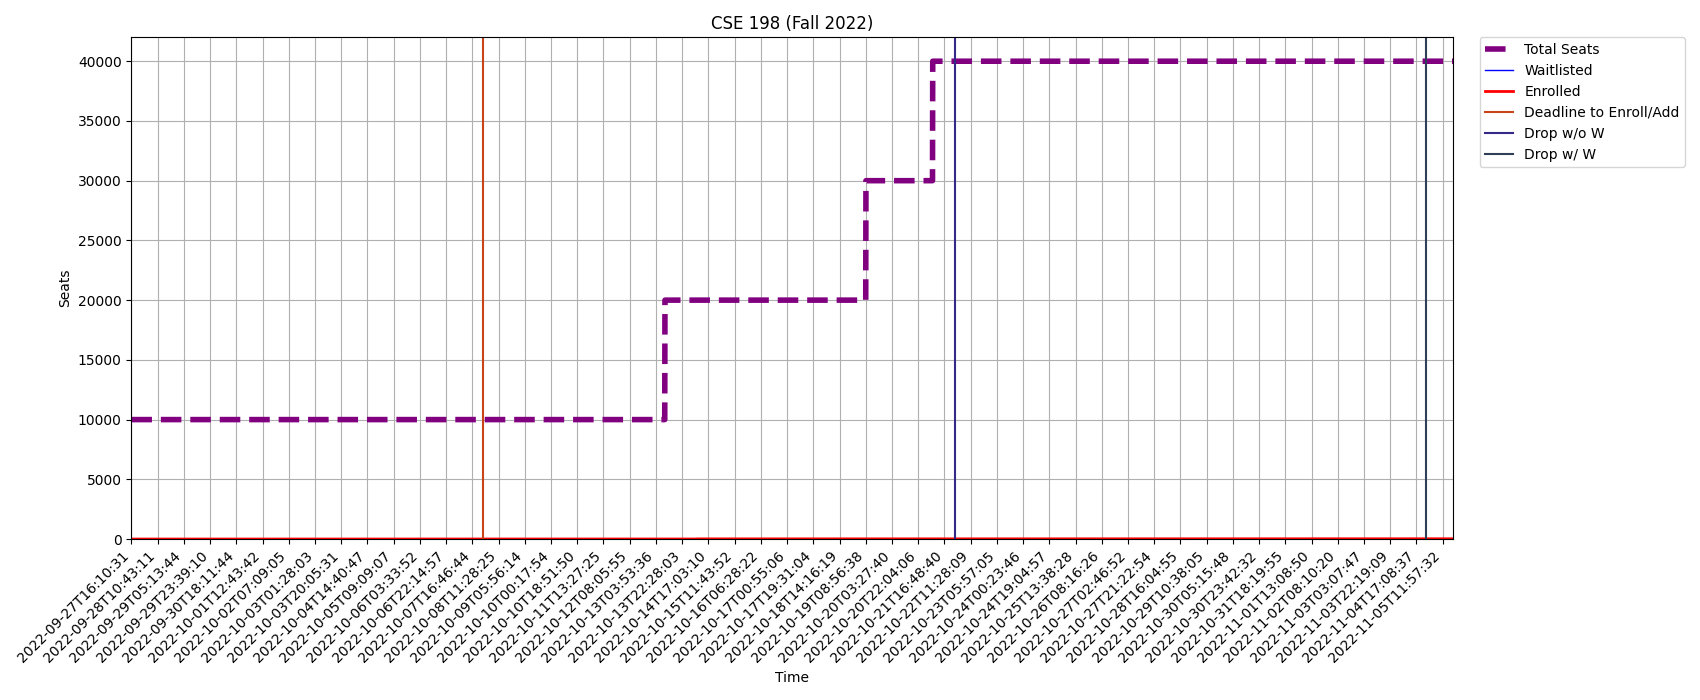 CSE 198 (Fall 2022)
Total Seats
Waitlisted
Enrolled
Deadline to Enroll/Add
Drop w/o W
Drop w/ W
Seats
40000
35000
30000
25000
20000
15000
10000
5000
0
2022-09-27T16:10:31
2022-09-28T10:43:11
2022-09-29T05:13:44
2022-09-29T23:39:10
2022-09-30T18:11:44
2022-10-01T12:43:42
2022-10-02T07:09:05
2022-10-03T01:28:03
2022-10-03T20:05:31
2022-10-04T14:40:47
2022-10-05T09:09:07
2022-10-06T03:33:52
2022-10-06T22:14:57
2022-10-07T16:46:44
2022-10-08T11:28:25
2022-10-09T05:56:14
2022-10-10T00:17:54
2022-10-10T18:51:50
2022-10-11T13:27:25
2022-10-12T08:05:55
2022-10-13T03:53:36
2022-10-13T22:28:03
2022-10-14T17:03:10
2022-10-15T11:43:52
2022-10-16T06:28:22
2022-10-17T00:55:06
2022-10-17T19:31:04
2022-10-18T14:16:19
2022-10-19T08:56:38
2022-10-20T03:27:40
2022-10-20T22:04:06
2022-10-21T16:48:40
2022-10-22T11:28:09
2022-10-23T05:57:05
2022-10-24T00:23:46
2022-10-24T19:04:57
2022-10-25T13:38:28
2022-10-26T08:16:26
2022-10-27T02:46:52
2022-10-27T21:22:54
2022-10-28T16:04:55
2022-10-29T10:38:05
2022-10-30T05:15:48
2022-10-30T23:42:32
2022-10-31T18:19:55
2022-11-01T13:08:50
2022-11-02T08:10:20
2022-11-03T03:07:47
2022-11-03T22:19:09
2022-11-04T17:08:37
2022-11-05T11:57:32
Time